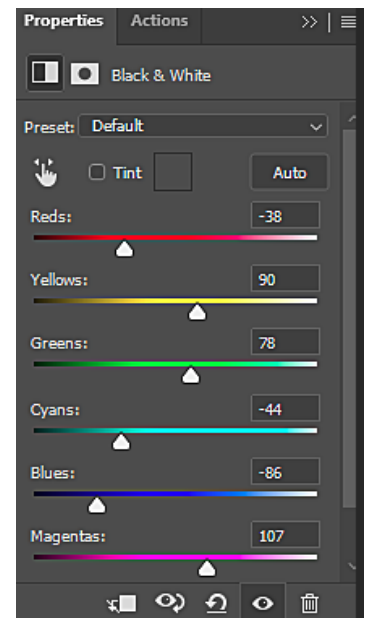 Properties Actions
Black & White
Preset: Default
Tint Auto
Reds: -38
Yellows: 90
Greens: 78
Cyans: -44
Blues: -86
Magentas: 107